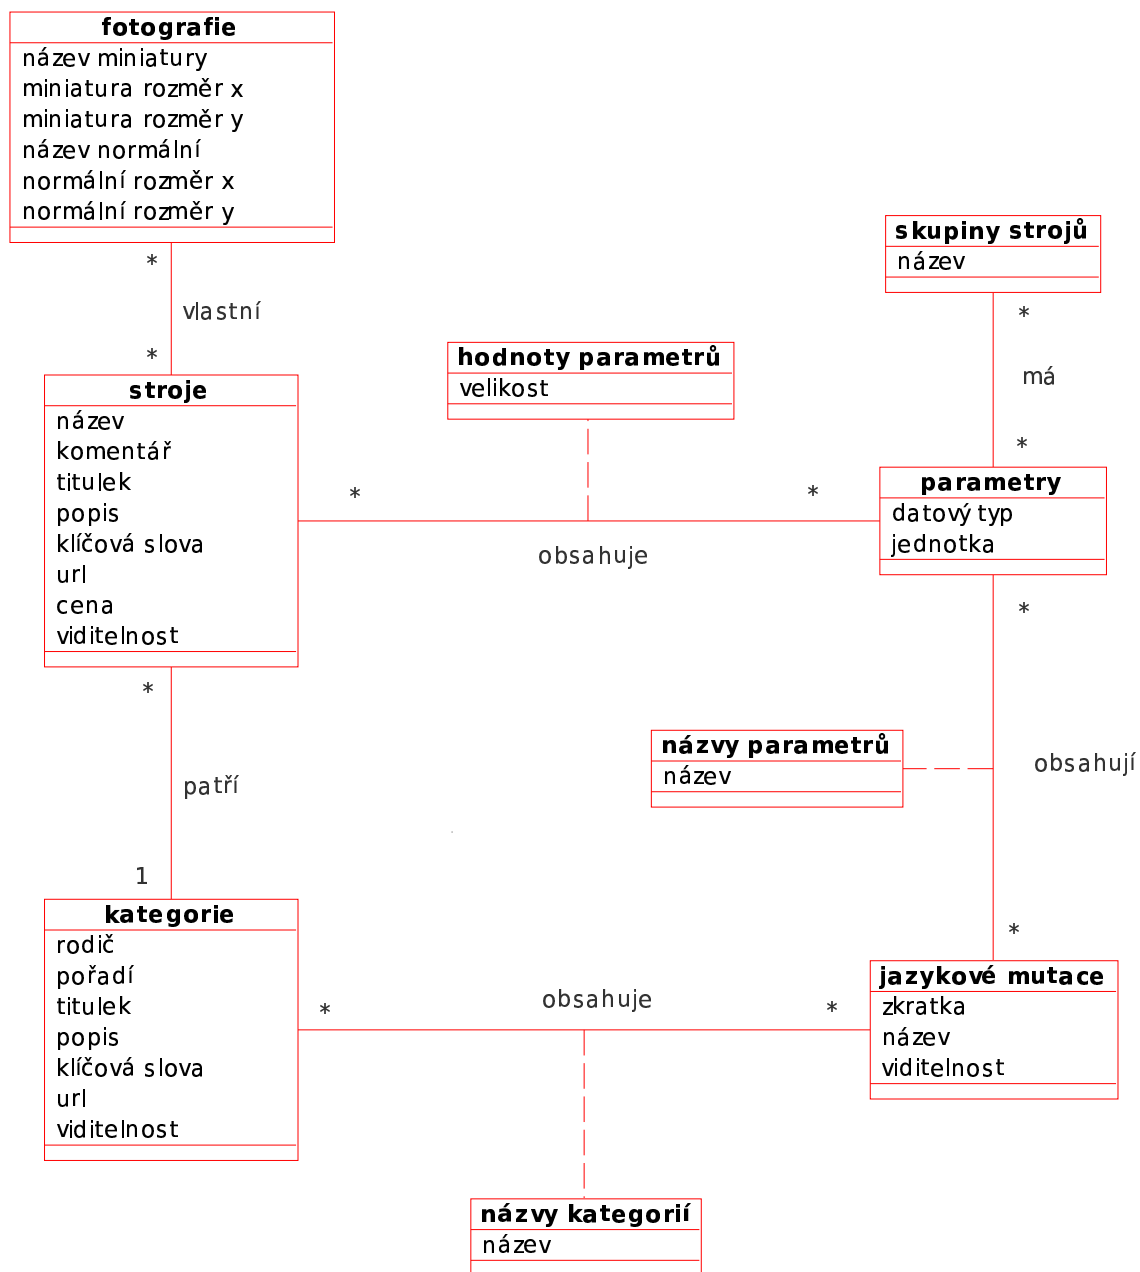 fotografie
název miniatury
miniatura rozměr x
miniatura rozměr y
název normální
normální rozměr x
normální rozměr y
*
vlastní
*
stroje
název
komentář
titulek
popis
klíčová slova
url
cena
viditelnost
hodnoty parametrů
velikost
skupiny strojů
název
*
má
*
parametry
datový typ
jednotka
*
*
obsahuje
*
patří
1
kategorie
rodič
pořadí
titulek
popis
klíčová slova
url
viditelnost
názvy parametrů
název
*
obsahují
*
jazykové mutace
zkratka
název
viditelnost
*
obsahuje
*
názvy kategorií
název